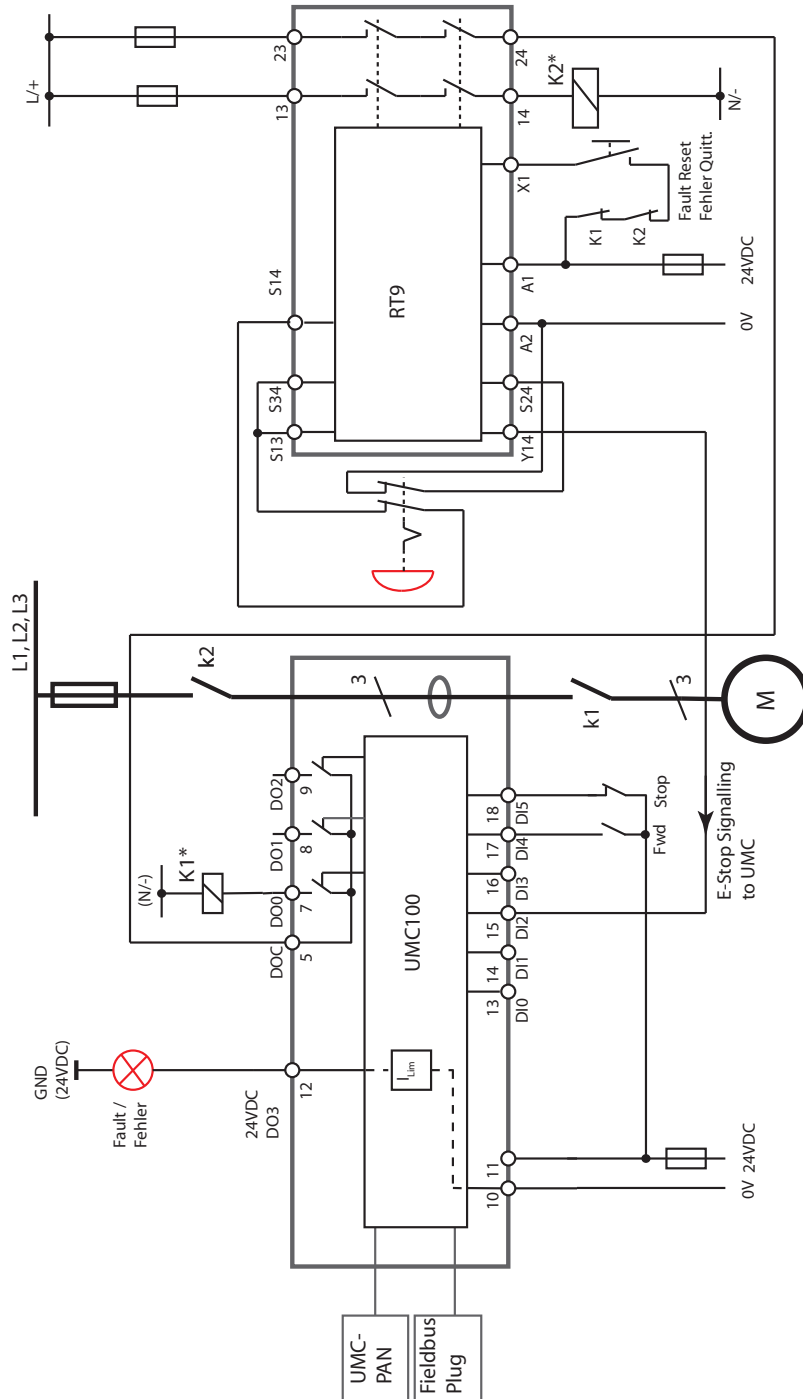 UMC-
PAN
Fieldbus
Plug
GND
(24VDC)
Fault /
Fehler
24VDC
DO3
12
I Lim
10
11
0V
24VDC
UMC100
(N/-)
K1*
DOC
5
DO0
7
DO1
8
DO2
9
13
DI0
14
DI1
15
DI2
16
DI3
17
DI4
18
DI5
Fwd
Stop
E-Stop Signalling
to UMC
L1, L2, L3
k2
3
k1
3
M
S13
S34
S14
Y14
S24
A2
A1
X1
RT9
0V
24VDC
K1
K2
Fault Reset
Fehler Quitt.
L/+
13
23
14
24
K2*
N/-